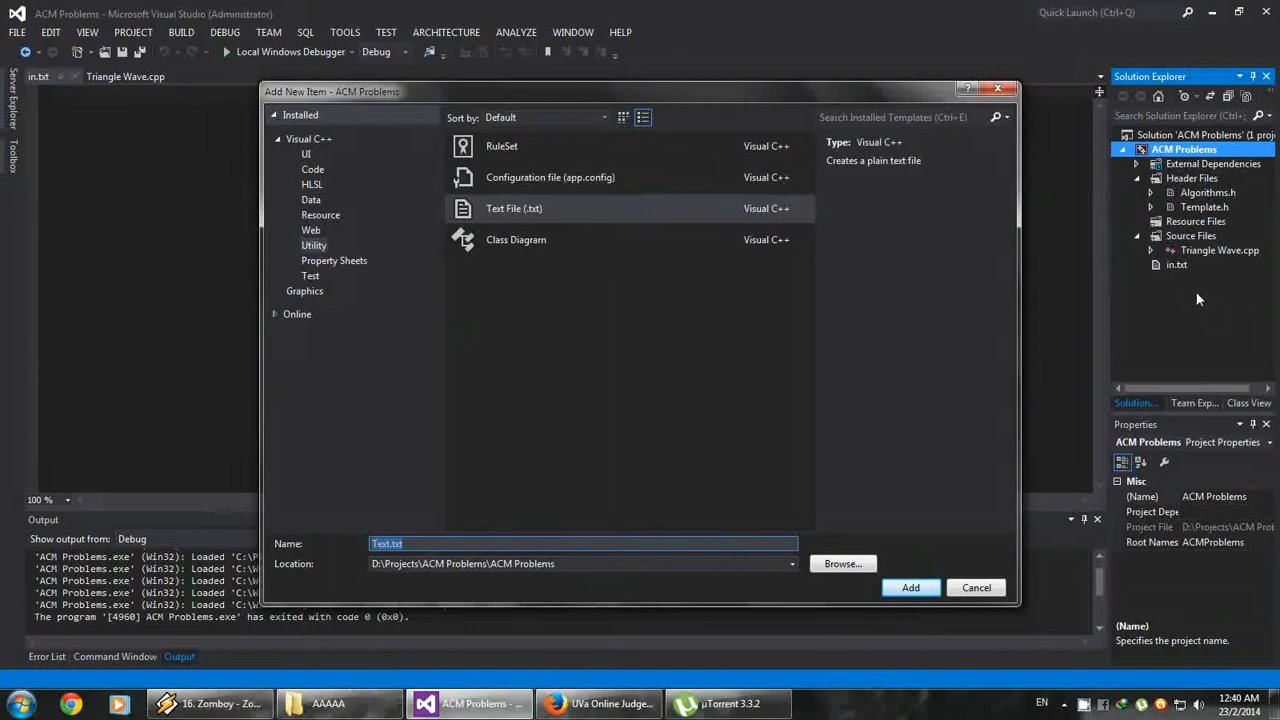 ACM Problems - Microsoft Visual Studio (Administrator)
Quick Launch (Ctrl+Q)
FILE EDIT VIEW PROJECT BUILD DEBUG TEAM SQL TOOLS TEST ARCHITECTURE ANALYZE WINDOW HELP
Local Windows Debugger Debug
in.txt Triangle Wave.cpp
Server Explorer
Toolbox
Add New Item - ACM Problems
Installed
Visual C++
UI
Code
HLSL
Data
Resource
Web
Utility
Property Sheets
Test
Graphics
Online
Sort by: Default
Search Installed Templates (Ctrl+E)
RuleSet Visual C++
Configuration file (app.config) Visual C++
Text File (.txt) Visual C++
Class Diagram Visual C++
Type: Visual C++
Creates a plain text file
Name: Text.txt
Location: D:\Projects\ACM Problems\ACM Problems
Browse...
Add Cancel
Solution Explorer
Search Solution Explorer (Ctrl+
Solution 'ACM Problems' (1 proj
ACM Problems
External Dependencies
Header Files
Algorithms.h
Template.h
Resource Files
Source Files
Triangle Wave.cpp
in.txt
Solution... Team Exp... Class View
Properties
ACM Problems Project Properties
Misc
(Name) ACM Problems
Project Depe
Project File D:\Projects\ACM Prob
Root Names ACMProblems
(Name)
Specifies the project name.
100 %
Output
Show output from: Debug
'ACM Problems.exe' (Win32): Loaded 'C:\P
'ACM Problems.exe' (Win32): Loaded 'C:\W
'ACM Problems.exe' (Win32): Loaded 'C:\W
'ACM Problems.exe' (Win32): Loaded 'C:\W
'ACM Problems.exe' (Win32): Loaded 'C:\W
The program '[4960] ACM Problems.exe' has exited with code 0 (0x0).
Error List Command Window Output
16. Zomboy - Zo... AAAAA ACM Problems - ... UVa Online Judge... µTorrent 3.3.2
EN
12:40 AM
23/2/2014